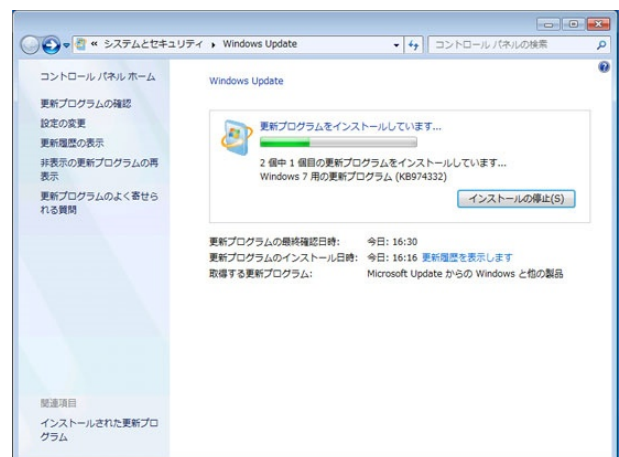 « システムとセキュリティ ▸ Windows Update
コントロール パネルの検索
コントロール パネル ホーム
更新プログラムの確認
設定の変更
更新履歴の表示
非表示の更新プログラムの再
表示
更新プログラムのよく寄せら
れる質問
Windows Update
更新プログラムをインストールしています...
2 個中 1 個目の更新プログラムをインストールしています...
Windows 7 用の更新プログラム (KB974332)
インストールの停止(S)
更新プログラムの最終確認日時: 今日: 16:30
更新プログラムのインストール日時: 今日: 16:16 更新履歴を表示します
取得する更新プログラム: Microsoft Update からの Windows と他の製品
関連項目
インストールされた更新プロ
グラム